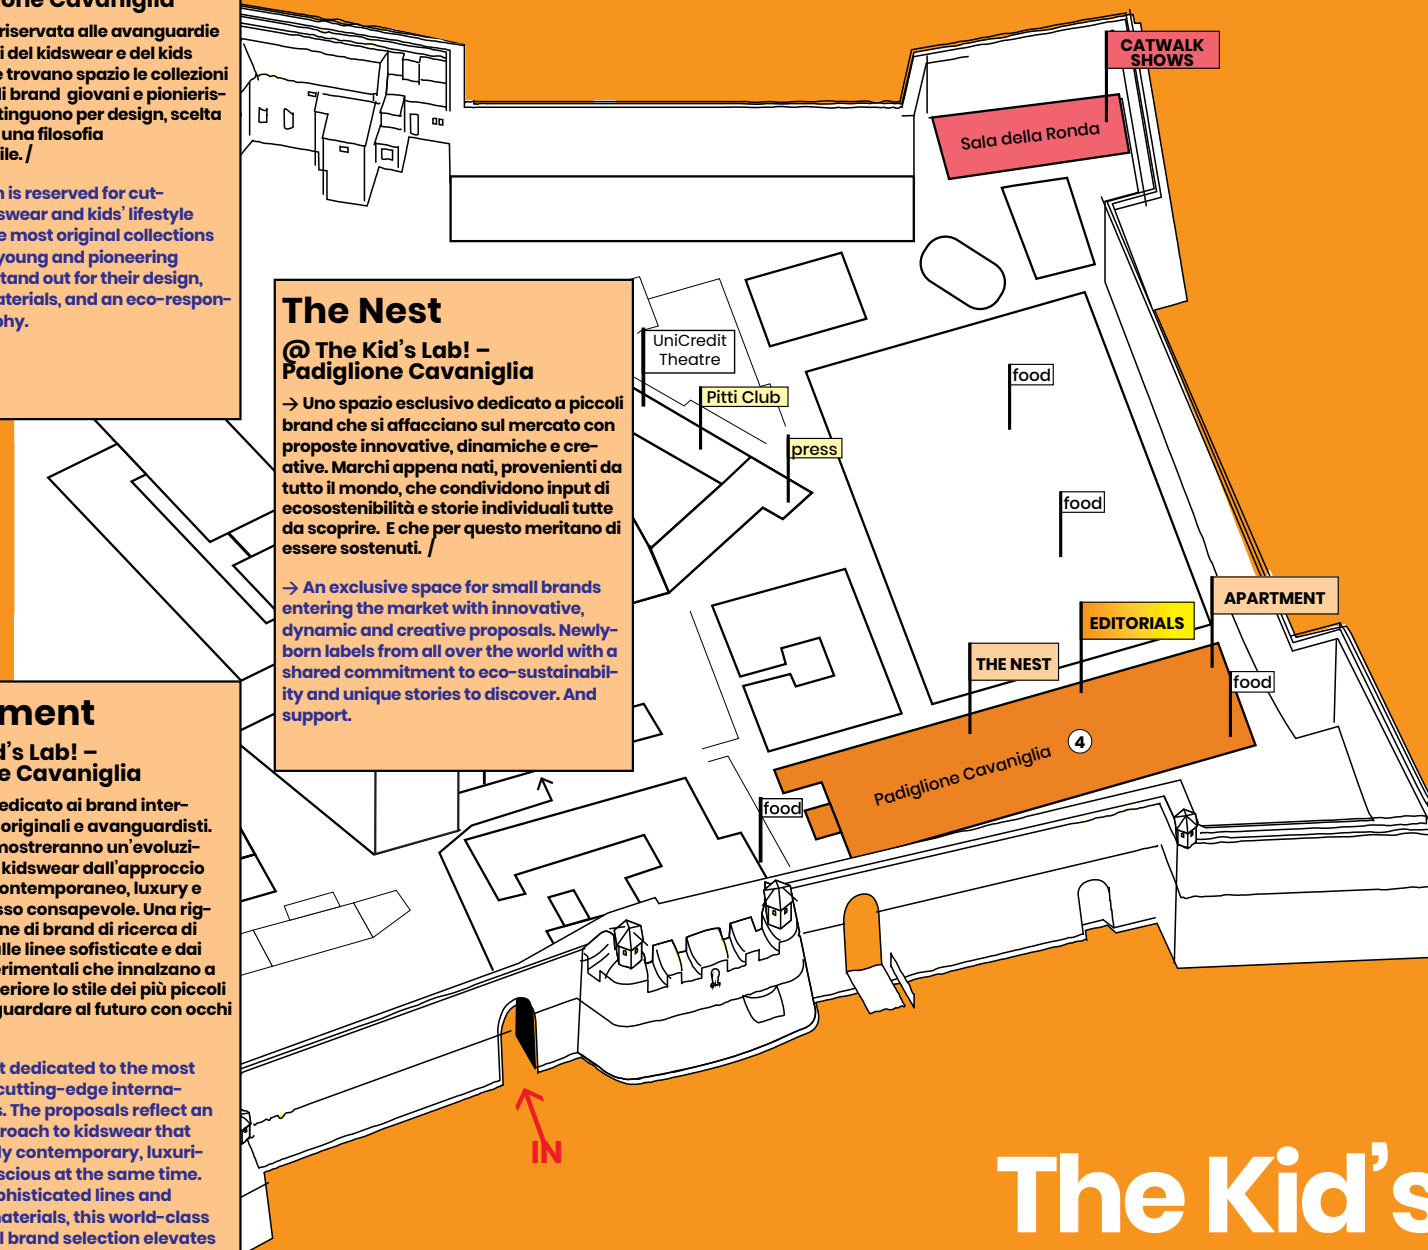 one Cavaniglia
riservata alle avanguardie
i del kidswear e del kids
e trovano spazio le collezioni
li brand giovani e pionieris-
tinguono per design, scelta
una filosofia
ile. /
n is reserved for cut-
swear and kids’ lifestyle
e most original collections
young and pioneering
tand out for their design,
aterials, and an eco-respon-
phy.
The Nest
@ The Kid’s Lab! –
Padiglione Cavaniglia
→ Uno spazio esclusivo dedicato a piccoli
brand che si affacciano sul mercato con
proposte innovative, dinamiche e cre-
ative. Marchi appena nati, provenienti da
tutto il mondo, che condividono input di
ecosostenibilità e storie individuali tutte
da scoprire. E che per questo meritano di
essere sostenuti. /
→ An exclusive space for small brands
entering the market with innovative,
dynamic and creative proposals. Newly-
born labels from all over the world with a
shared commitment to eco-sustainabil-
ity and unique stories to discover. And
support.
ment
d’s Lab! –
e Cavaniglia
edicato ai brand inter-
originali e avanguardisti.
mostreranno un’evoluzi-
kidswear dall’approccio
ontemporaneo, luxury e
sso consapevole. Una rig-
ne di brand di ricerca di
alle linee sofisticate e dai
erimentali che innalzano a
eriore lo stile dei più piccoli
guardare al futuro con occhi
t dedicated to the most
cutting-edge interna-
s. The proposals reflect an
roach to kidswear that
ly contemporary, luxuri-
scious at the same time.
phisticated lines and
materials, this world-class
l brand selection elevates
CATWALK
SHOWS
Sala della Ronda
UniCredit
Theatre
Pitti Club
press
food
food
APARTMENT
EDITORIALS
THE NEST
food
4
Padiglione Cavaniglia
food
IN
The Kid’s